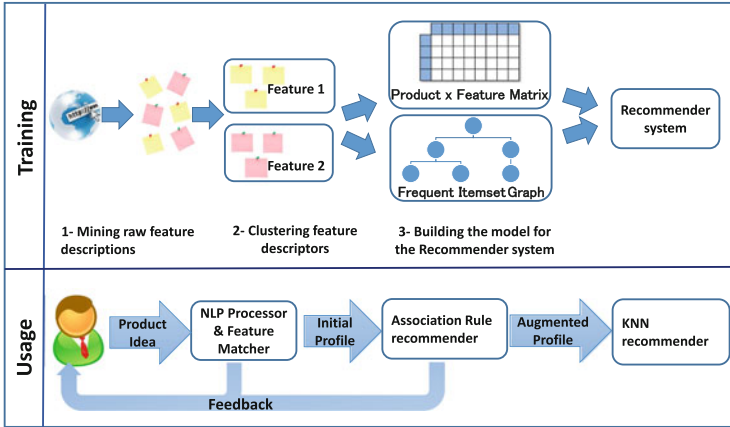 Training
http://w
Feature 1
Feature 2
Product x Feature Matrix
Frequent Itemset Graph
Recommender
system
1- Mining raw feature
descriptions
2- Clustering feature
descriptors
3- Building the model for
the Recommender system
Usage
Product
Idea
NLP Processor
& Feature
Matcher
Initial
Profile
Association Rule
recommender
Augmented
Profile
KNN
recommender
Feedback